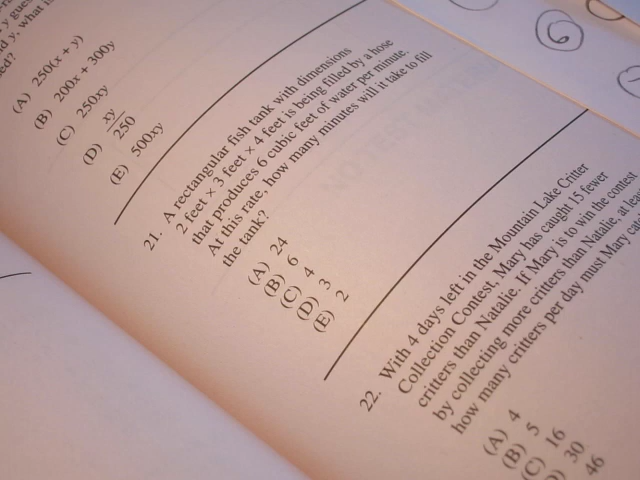 y gues
d y, what i
ed?
(A) 250(x + y)
(B) 200x + 300y
(C) 250xy
(D) xy
250
(E) 500xy
21. A rectangular fish tank with dimensions
2 feet × 3 feet × 4 feet is being filled by a hose
that produces 6 cubic feet of water per minute.
At this rate, how many minutes will it take to fill
the tank?
(A) 24
(B) 6
(C) 4
(D) 3
(E) 2
22. With 4 days left in the Mountain Lake Critter
Collection Contest, Mary has caught 15 fewer
critters than Natalie. If Mary is to win the contest
by collecting more critters than Natalie, at leas
how many critters per day must Mary cat
(A) 4
(B) 5
(C) 16
) 30
46
6